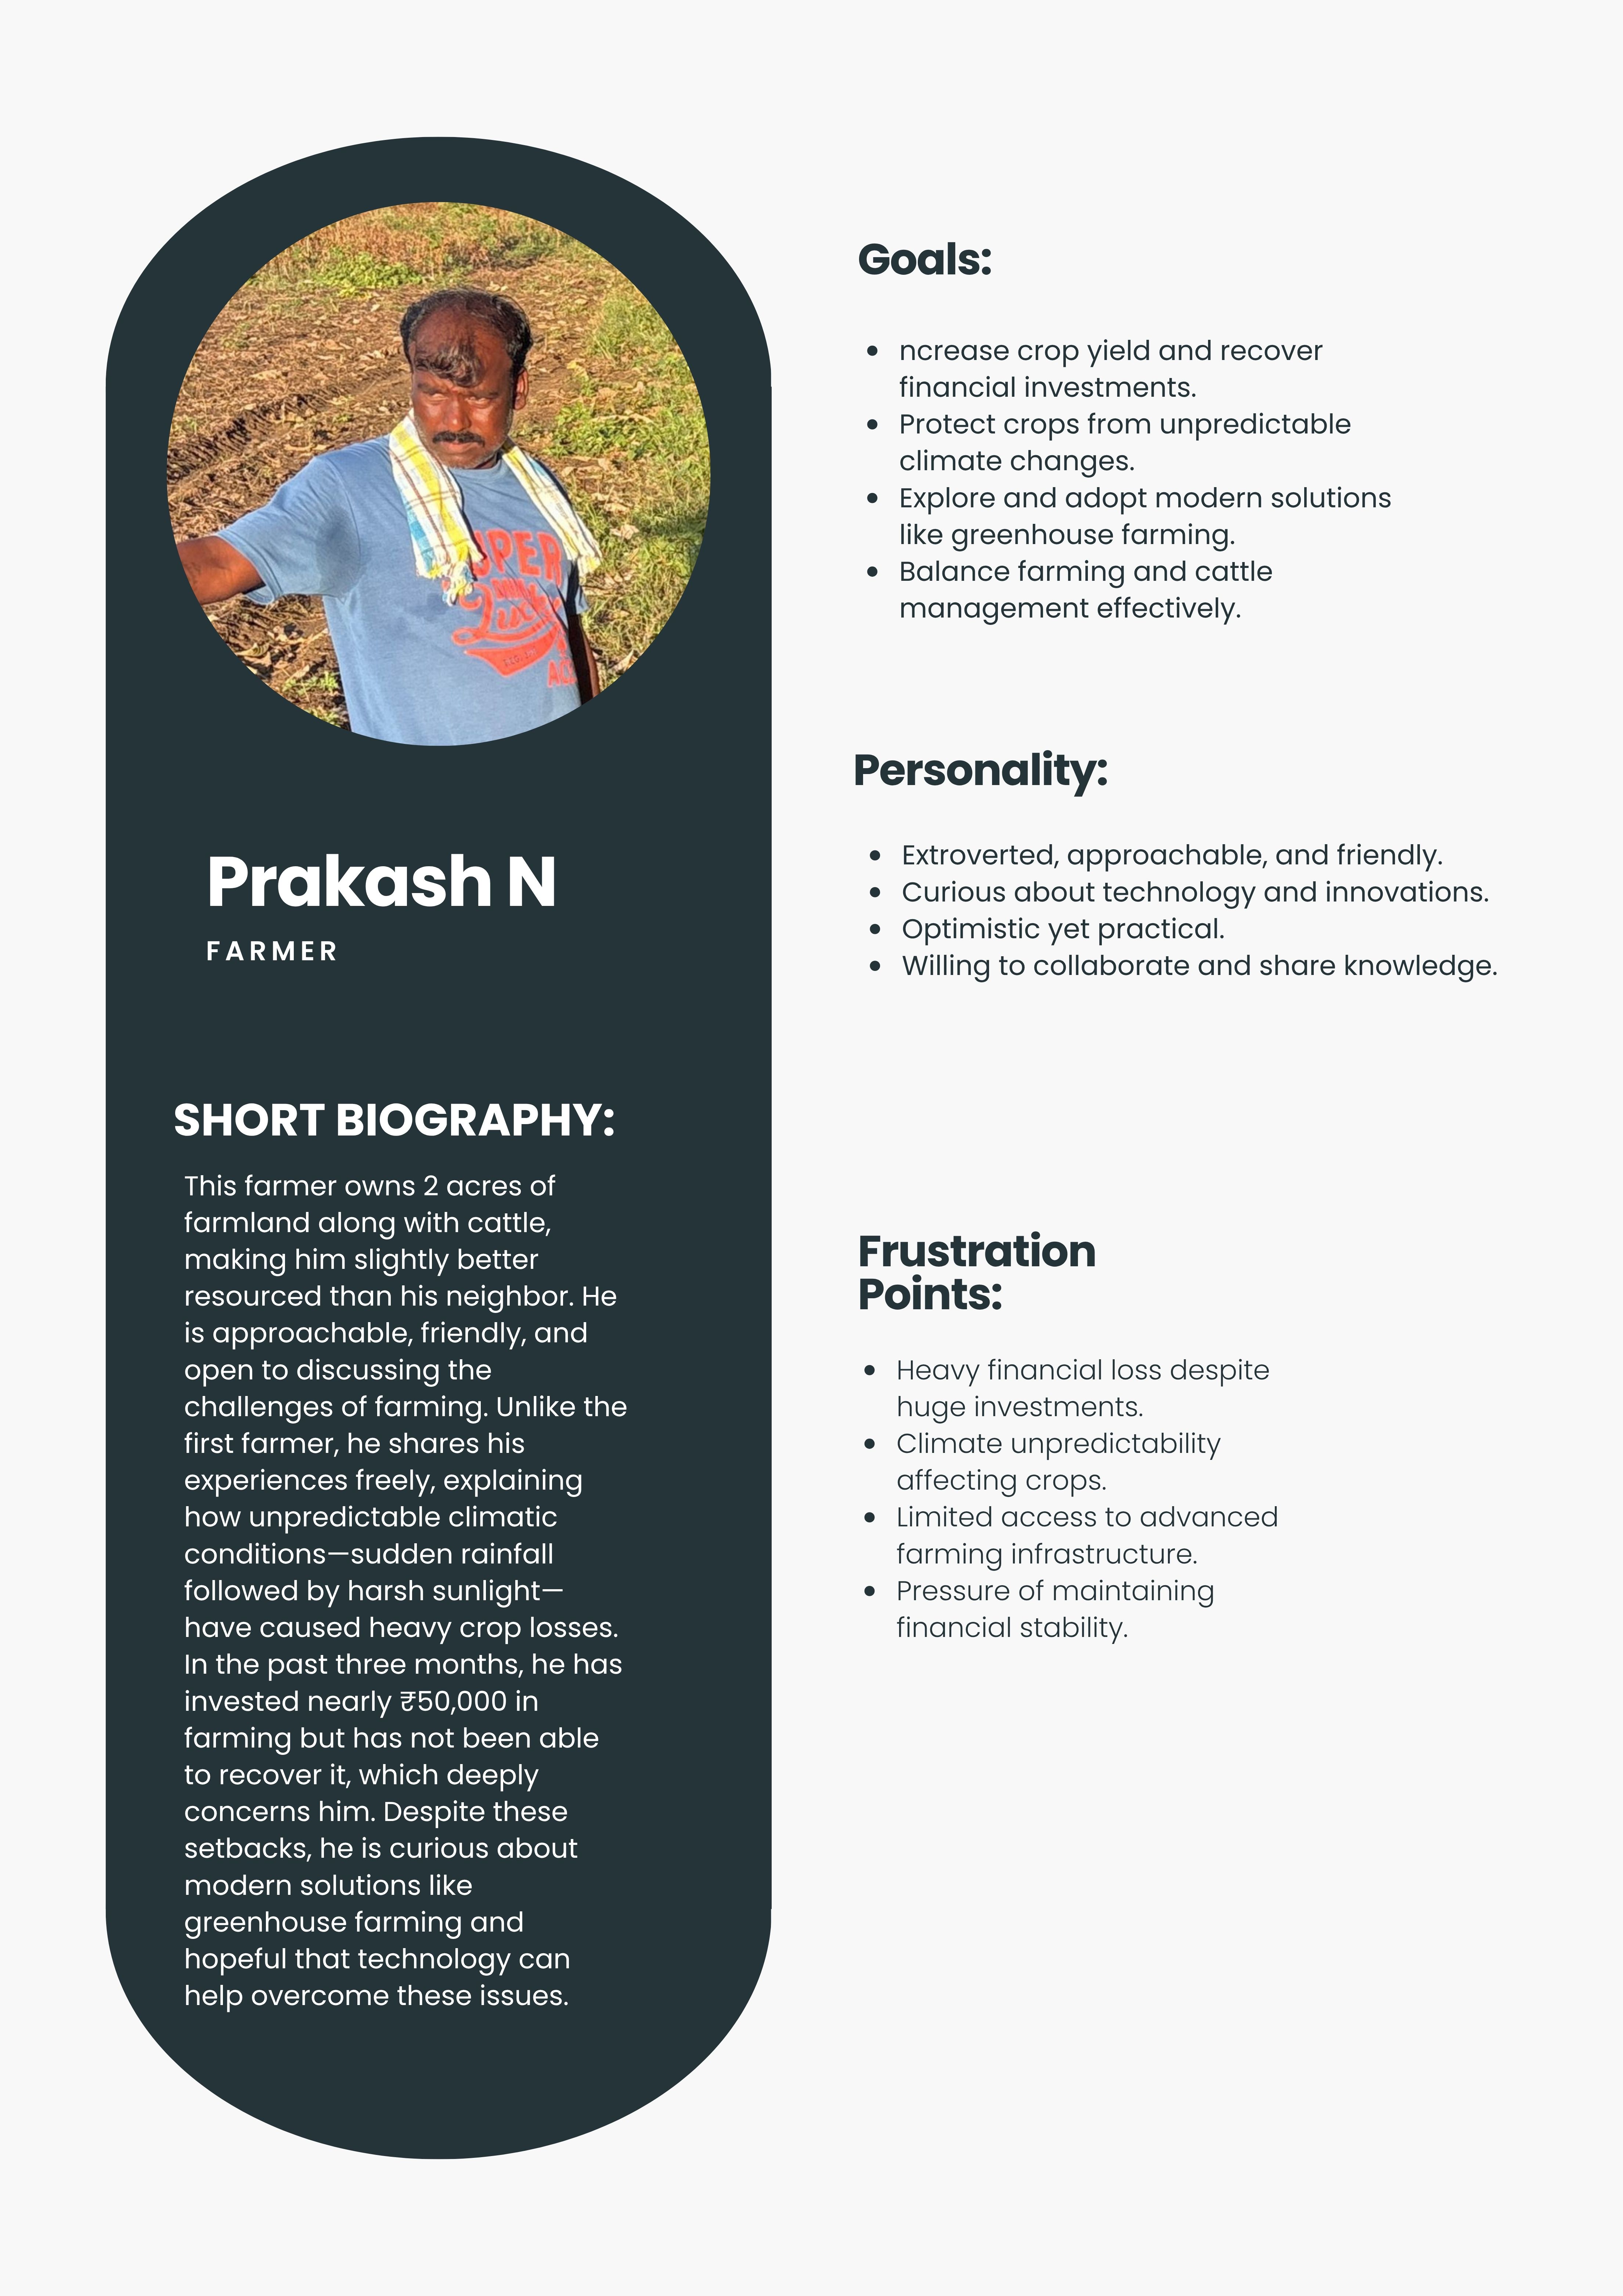 Prakash N
FARMER
SHORT BIOGRAPHY:
This farmer owns 2 acres of
farmland along with cattle,
making him slightly better
resourced than his neighbor. He
is approachable, friendly, and
open to discussing the
challenges of farming. Unlike the
first farmer, he shares his
experiences freely, explaining
how unpredictable climatic
conditions—sudden rainfall
followed by harsh sunlight—
have caused heavy crop losses.
In the past three months, he has
invested nearly ₹50,000 in
farming but has not been able
to recover it, which deeply
concerns him. Despite these
setbacks, he is curious about
modern solutions like
greenhouse farming and
hopeful that technology can
help overcome these issues.
Goals:
• ncrease crop yield and recover
financial investments.
• Protect crops from unpredictable
climate changes.
• Explore and adopt modern solutions
like greenhouse farming.
• Balance farming and cattle
management effectively.
Personality:
• Extroverted, approachable, and friendly.
• Curious about technology and innovations.
• Optimistic yet practical.
• Willing to collaborate and share knowledge.
Frustration
Points:
• Heavy financial loss despite
huge investments.
• Climate unpredictability
affecting crops.
• Limited access to advanced
farming infrastructure.
• Pressure of maintaining
financial stability.